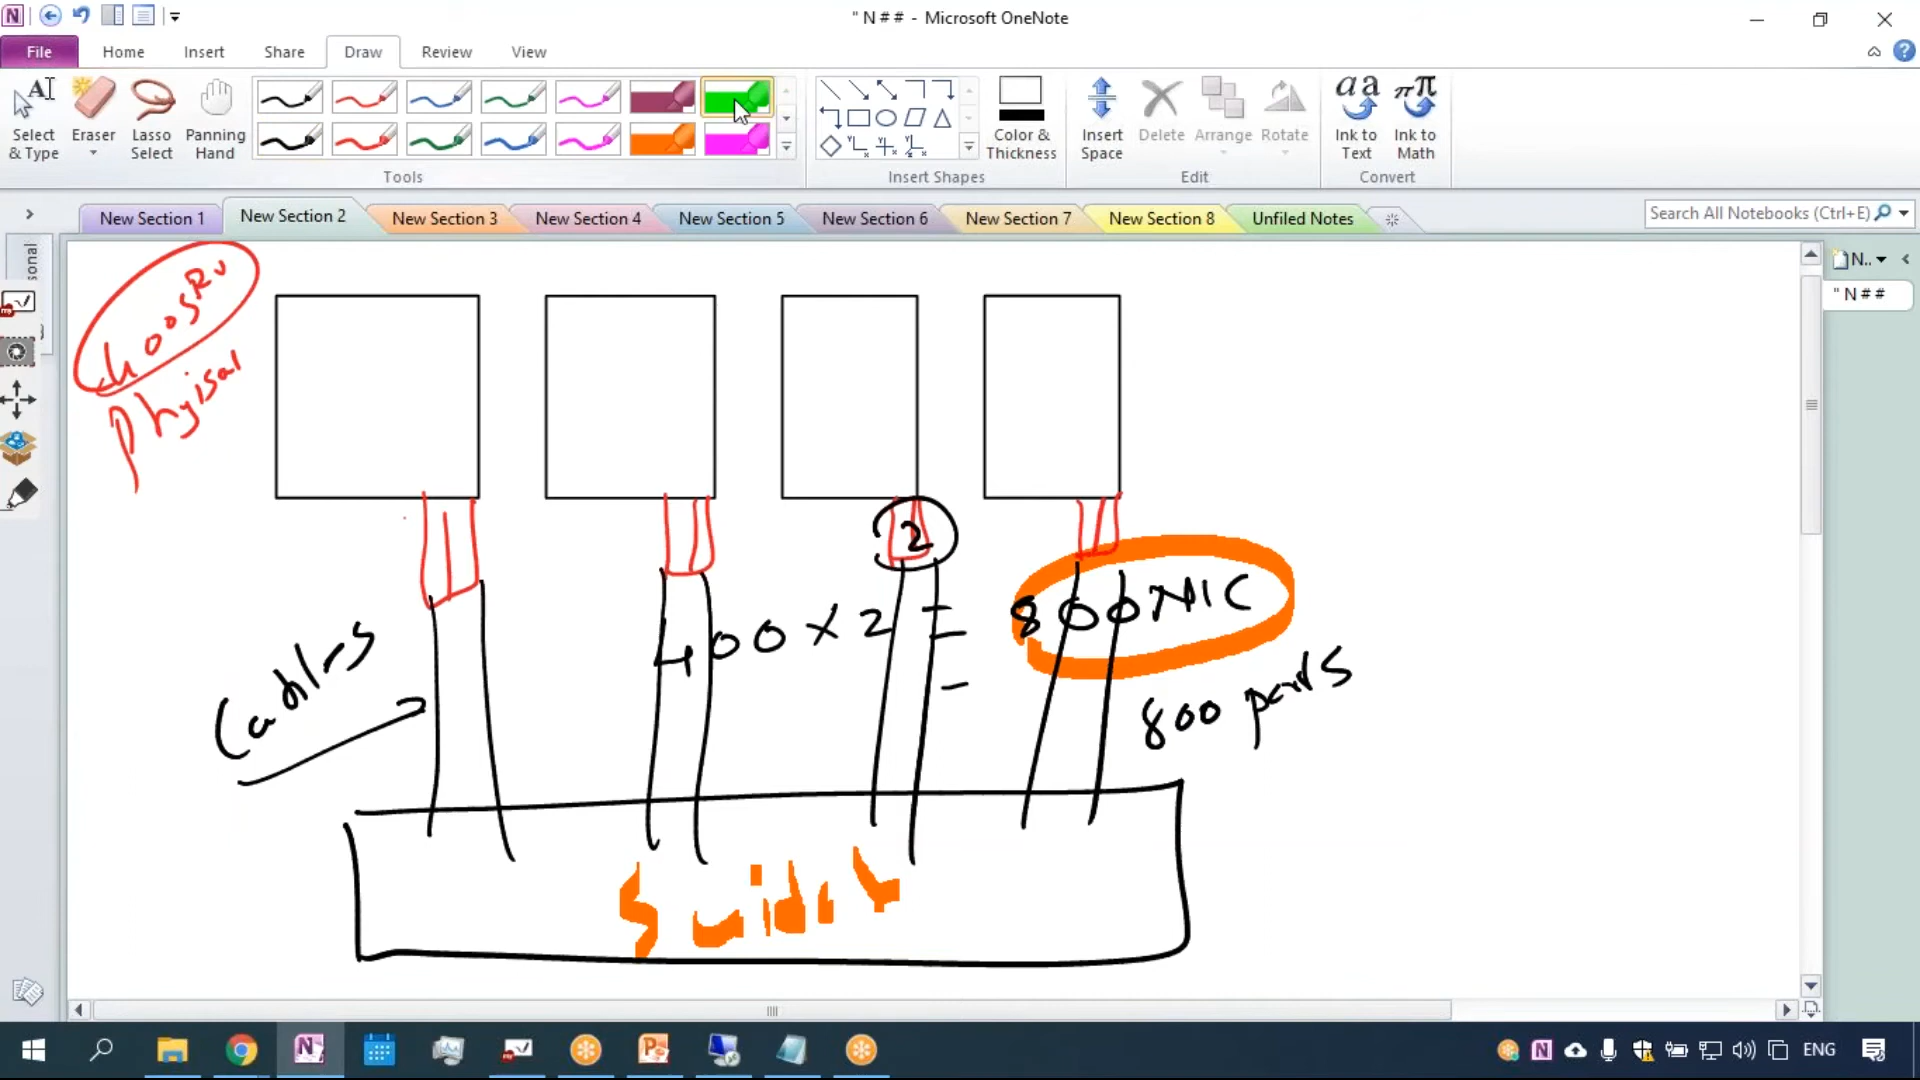 " N # # - Microsoft OneNote
File
Home
Insert
Share
Draw
Review
View
Select & Type
Eraser
Lasso Select
Panning Hand
Color & Thickness
Insert Space
Delete
Arrange
Rotate
Ink to Text
Ink to Math
Tools
Insert Shapes
Edit
Convert
New Section 1
New Section 2
New Section 3
New Section 4
New Section 5
New Section 6
New Section 7
New Section 8
Unfiled Notes
Search All Notebooks (Ctrl+E)
N..
sonal
" N # #
Phyisal
2
400 x 2 = 800 NIC
Cables
800 ports
ENG